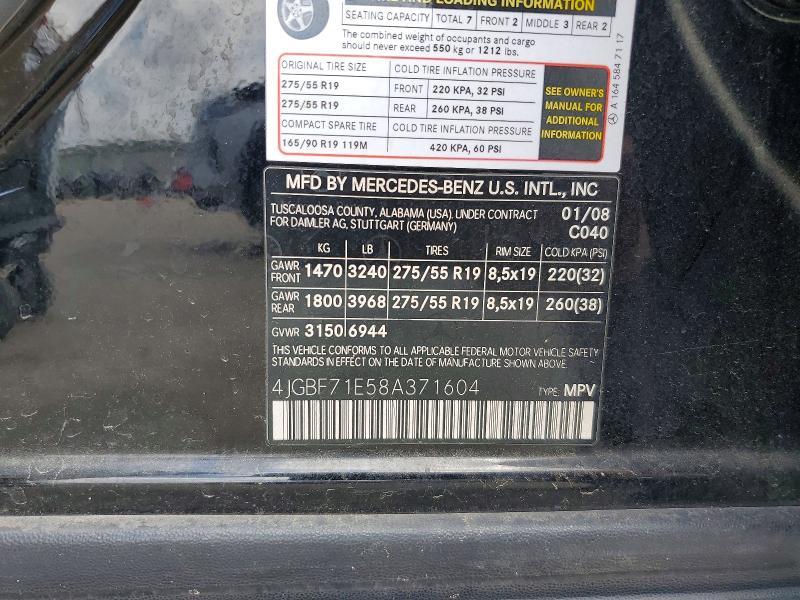 AND LOADING INFORMATION
SEATING CAPACITY TOTAL 7 FRONT 2 MIDDLE 3 REAR 2
The combined weight of occupants and cargo
should never exceed 550 kg or 1212 lbs.
ORIGINAL TIRE SIZE COLD TIRE INFLATION PRESSURE
275/55 R19 FRONT 220 KPA, 32 PSI
275/55 R19 REAR 260 KPA, 38 PSI
COMPACT SPARE TIRE COLD TIRE INFLATION PRESSURE
165/90 R19 119M 420 KPA, 60 PSI
SEE OWNER'S
MANUAL FOR
ADDITIONAL
INFORMATION
A 164 584 71 17
MFD BY MERCEDES-BENZ U.S. INTL., INC
TUSCALOOSA COUNTY, ALABAMA (USA), UNDER CONTRACT 01/08
FOR DAIMLER AG, STUTTGART (GERMANY) C040
KG LB TIRES RIM SIZE COLD KPA (PSI)
GAWR FRONT 1470 3240 275/55 R19 8,5x19 220(32)
GAWR REAR 1800 3968 275/55 R19 8,5x19 260(38)
GVWR 3150 6944
THIS VEHICLE CONFORMS TO ALL APPLICABLE FEDERAL MOTOR VEHICLE SAFETY
STANDARDS IN EFFECT ON THE DATE OF MANUFACTURE SHOWN ABOVE.
4JGBF71E58A371604 TYPE: MPV